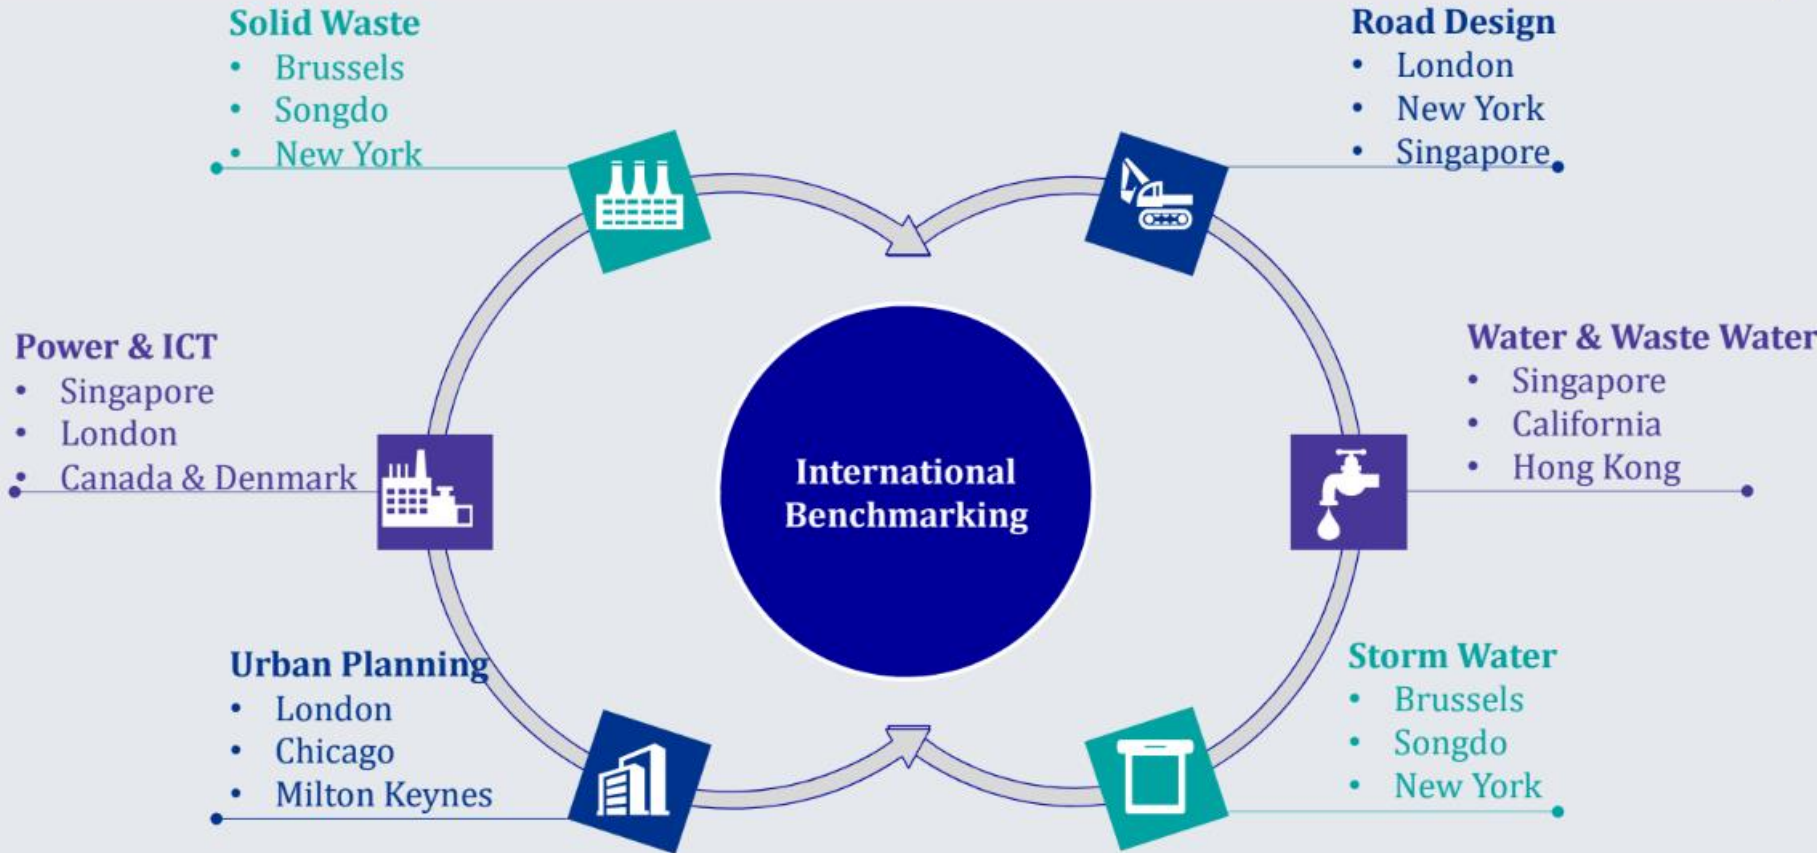 Solid Waste
• Brussels
• Songdo
• New York
Road Design
• London
• New York
• Singapore
Power & ICT
• Singapore
• London
• Canada & Denmark
International
Benchmarking
Water & Waste Water
• Singapore
• California
• Hong Kong
Urban Planning
• London
• Chicago
• Milton Keynes
Storm Water
• Brussels
• Songdo
• New York